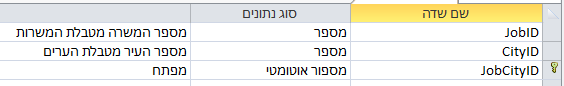 שם שדה סוג נתונים
JobID מספר מספר המשרה מטבלת המשרות
CityID מספר מספר העיר מטבלת הערים
JobCityID מספור אוטומטי מפתח